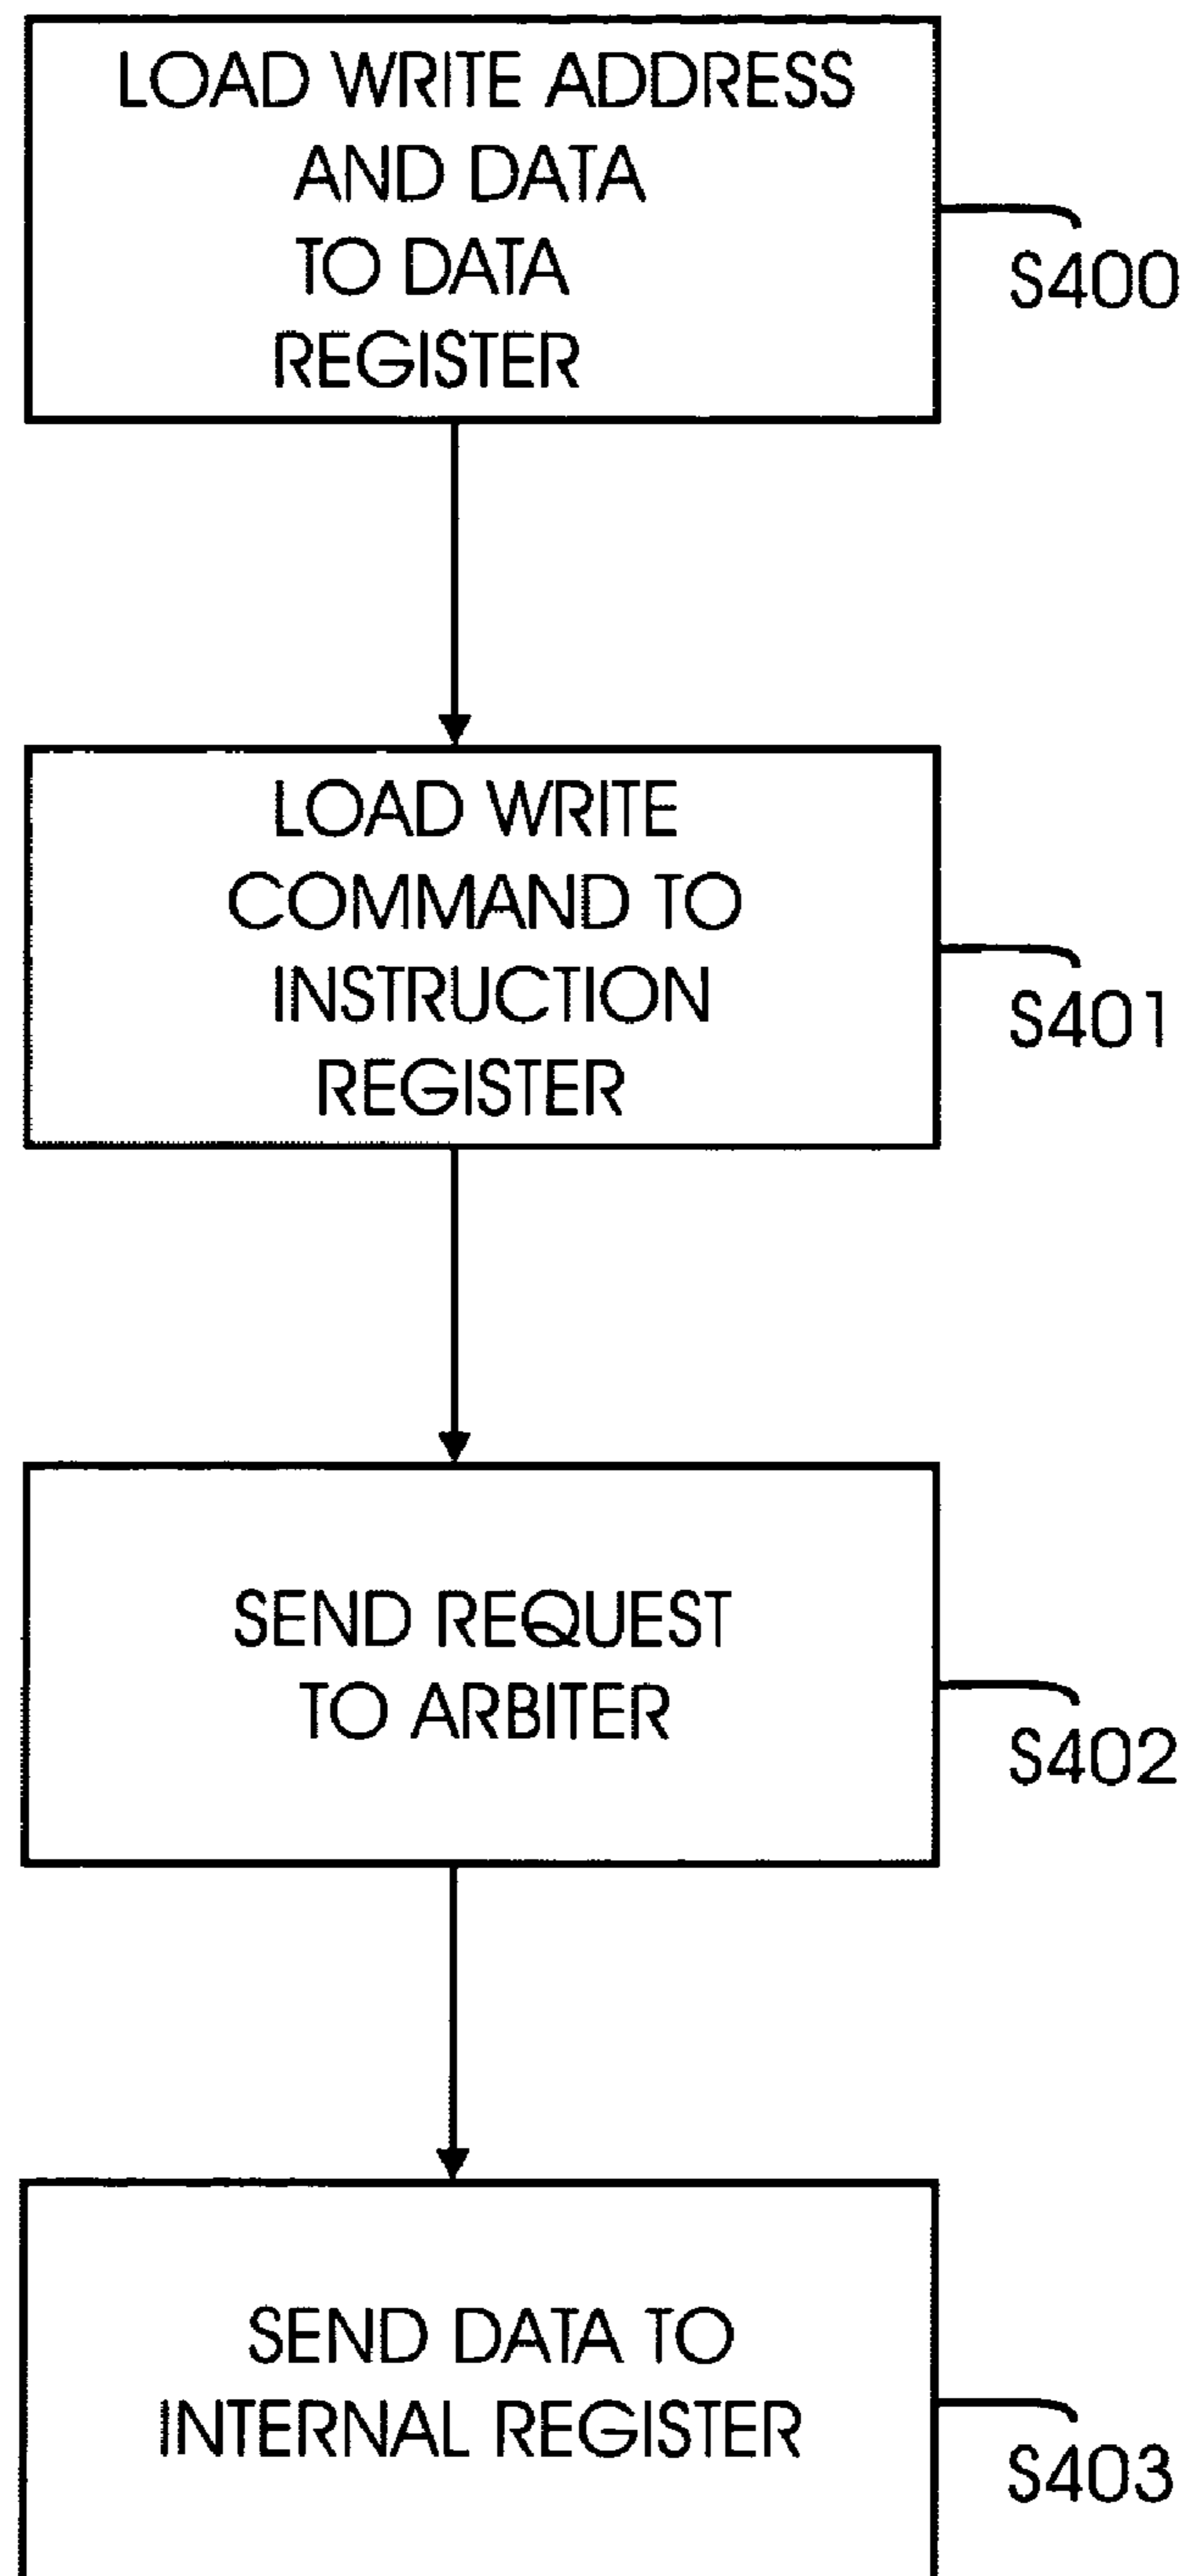 LOAD WRITE ADDRESS
AND DATA
TO DATA
REGISTER
S400
LOAD WRITE
COMMAND TO
INSTRUCTION
REGISTER
S401
SEND REQUEST
TO ARBITER
S402
SEND DATA TO
INTERNAL REGISTER
S403